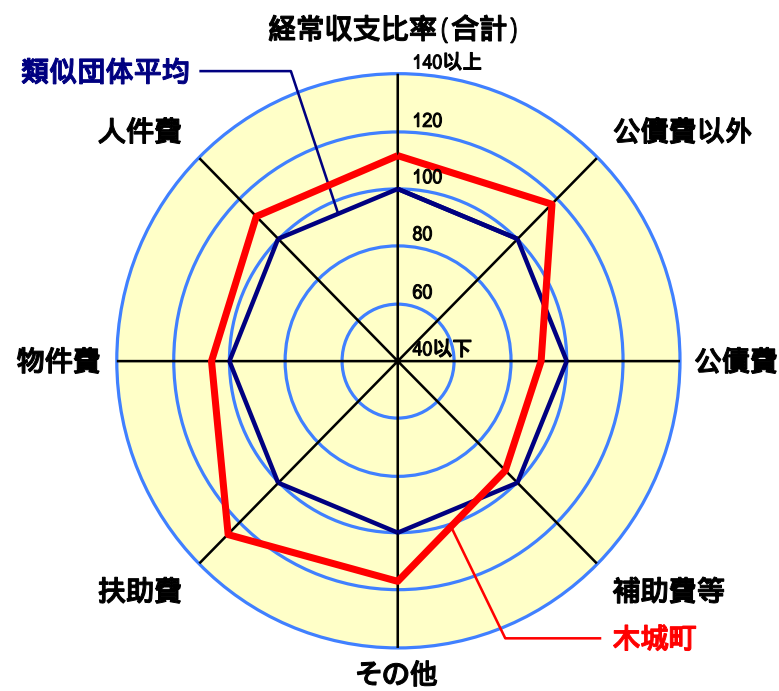 経常収支比率(合計)
140以上
類似団体平均
人件費
120
公債費以外
100
80
60
物件費
40以下
公債費
扶助費
補助費等
木城町
その他